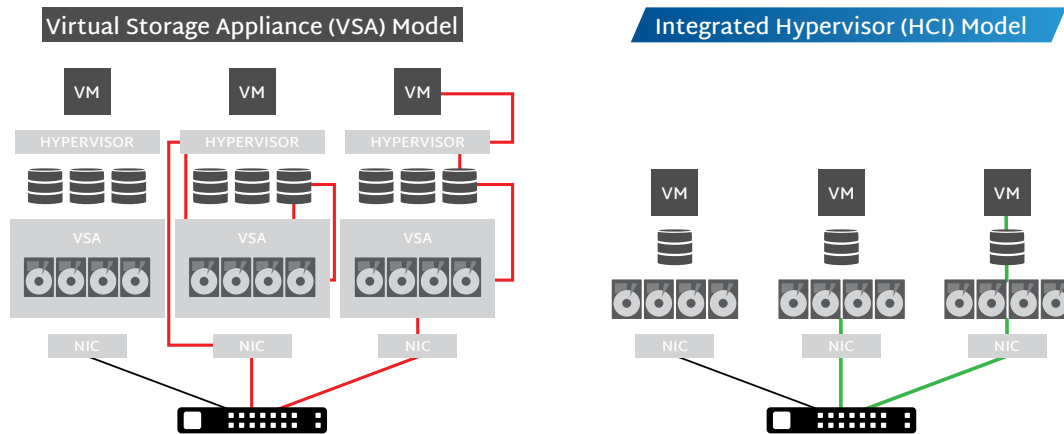 Virtual Storage Appliance (VSA) Model
Integrated Hypervisor (HCI) Model
VM VM VM
HYPERVISOR HYPERVISOR HYPERVISOR
VM VM VM
VSA VSA VSA
NIC NIC NIC
NIC NIC NIC